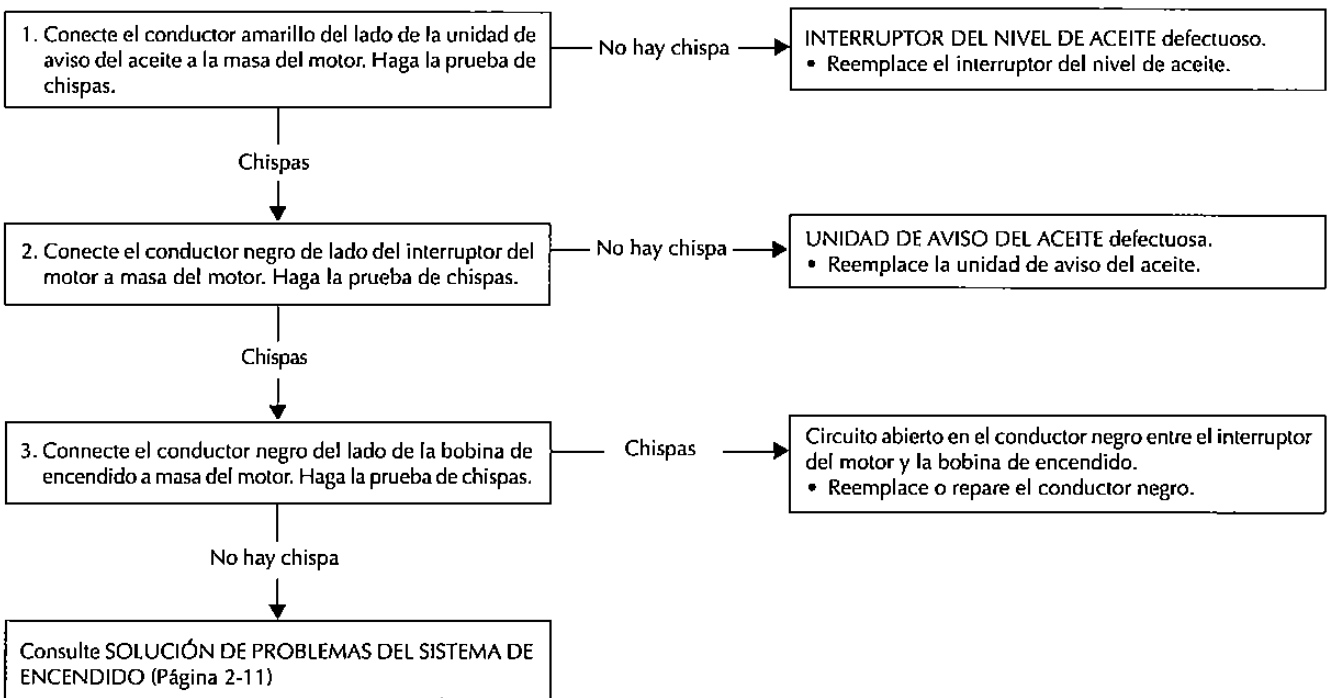 1. Conecte el conductor amarillo del lado de la unidad de
aviso del aceite a la masa del motor. Haga la prueba de
chispas.
No hay chispa
INTERRUPTOR DEL NIVEL DE ACEITE defectuoso.
• Reemplace el interruptor del nivel de aceite.
Chispas
2. Conecte el conductor negro de lado del interruptor del
motor a masa del motor. Haga la prueba de chispas.
No hay chispa
UNIDAD DE AVISO DEL ACEITE defectuosa.
• Reemplace la unidad de aviso del aceite.
Chispas
3. Connecte el conductor negro del lado de la bobina de
encendido a masa del motor. Haga la prueba de chispas.
Chispas
Circuito abierto en el conductor negro entre el interruptor
del motor y la bobina de encendido.
• Reemplace o repare el conductor negro.
No hay chispa
Consulte SOLUCIÓN DE PROBLEMAS DEL SISTEMA DE
ENCENDIDO (Página 2-11)